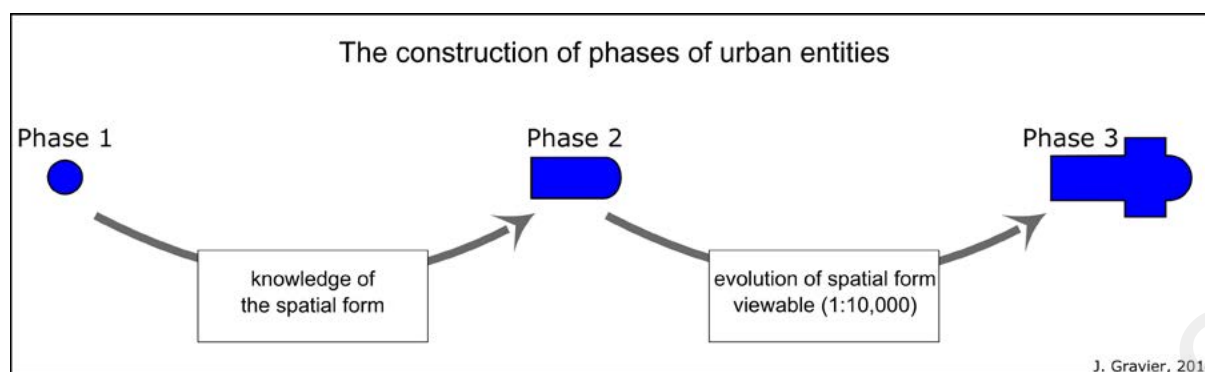 The construction of phases of urban entities
Phase 1
Phase 2
Phase 3
knowledge of
the spatial form
evolution of spatial form
viewable (1:10,000)
J. Gravier, 201